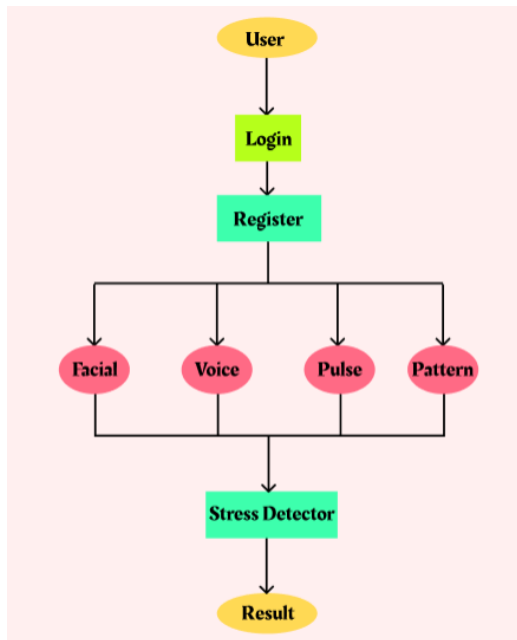 User
Login
Register
Facial
Voice
Pulse
Pattern
Stress Detector
Result